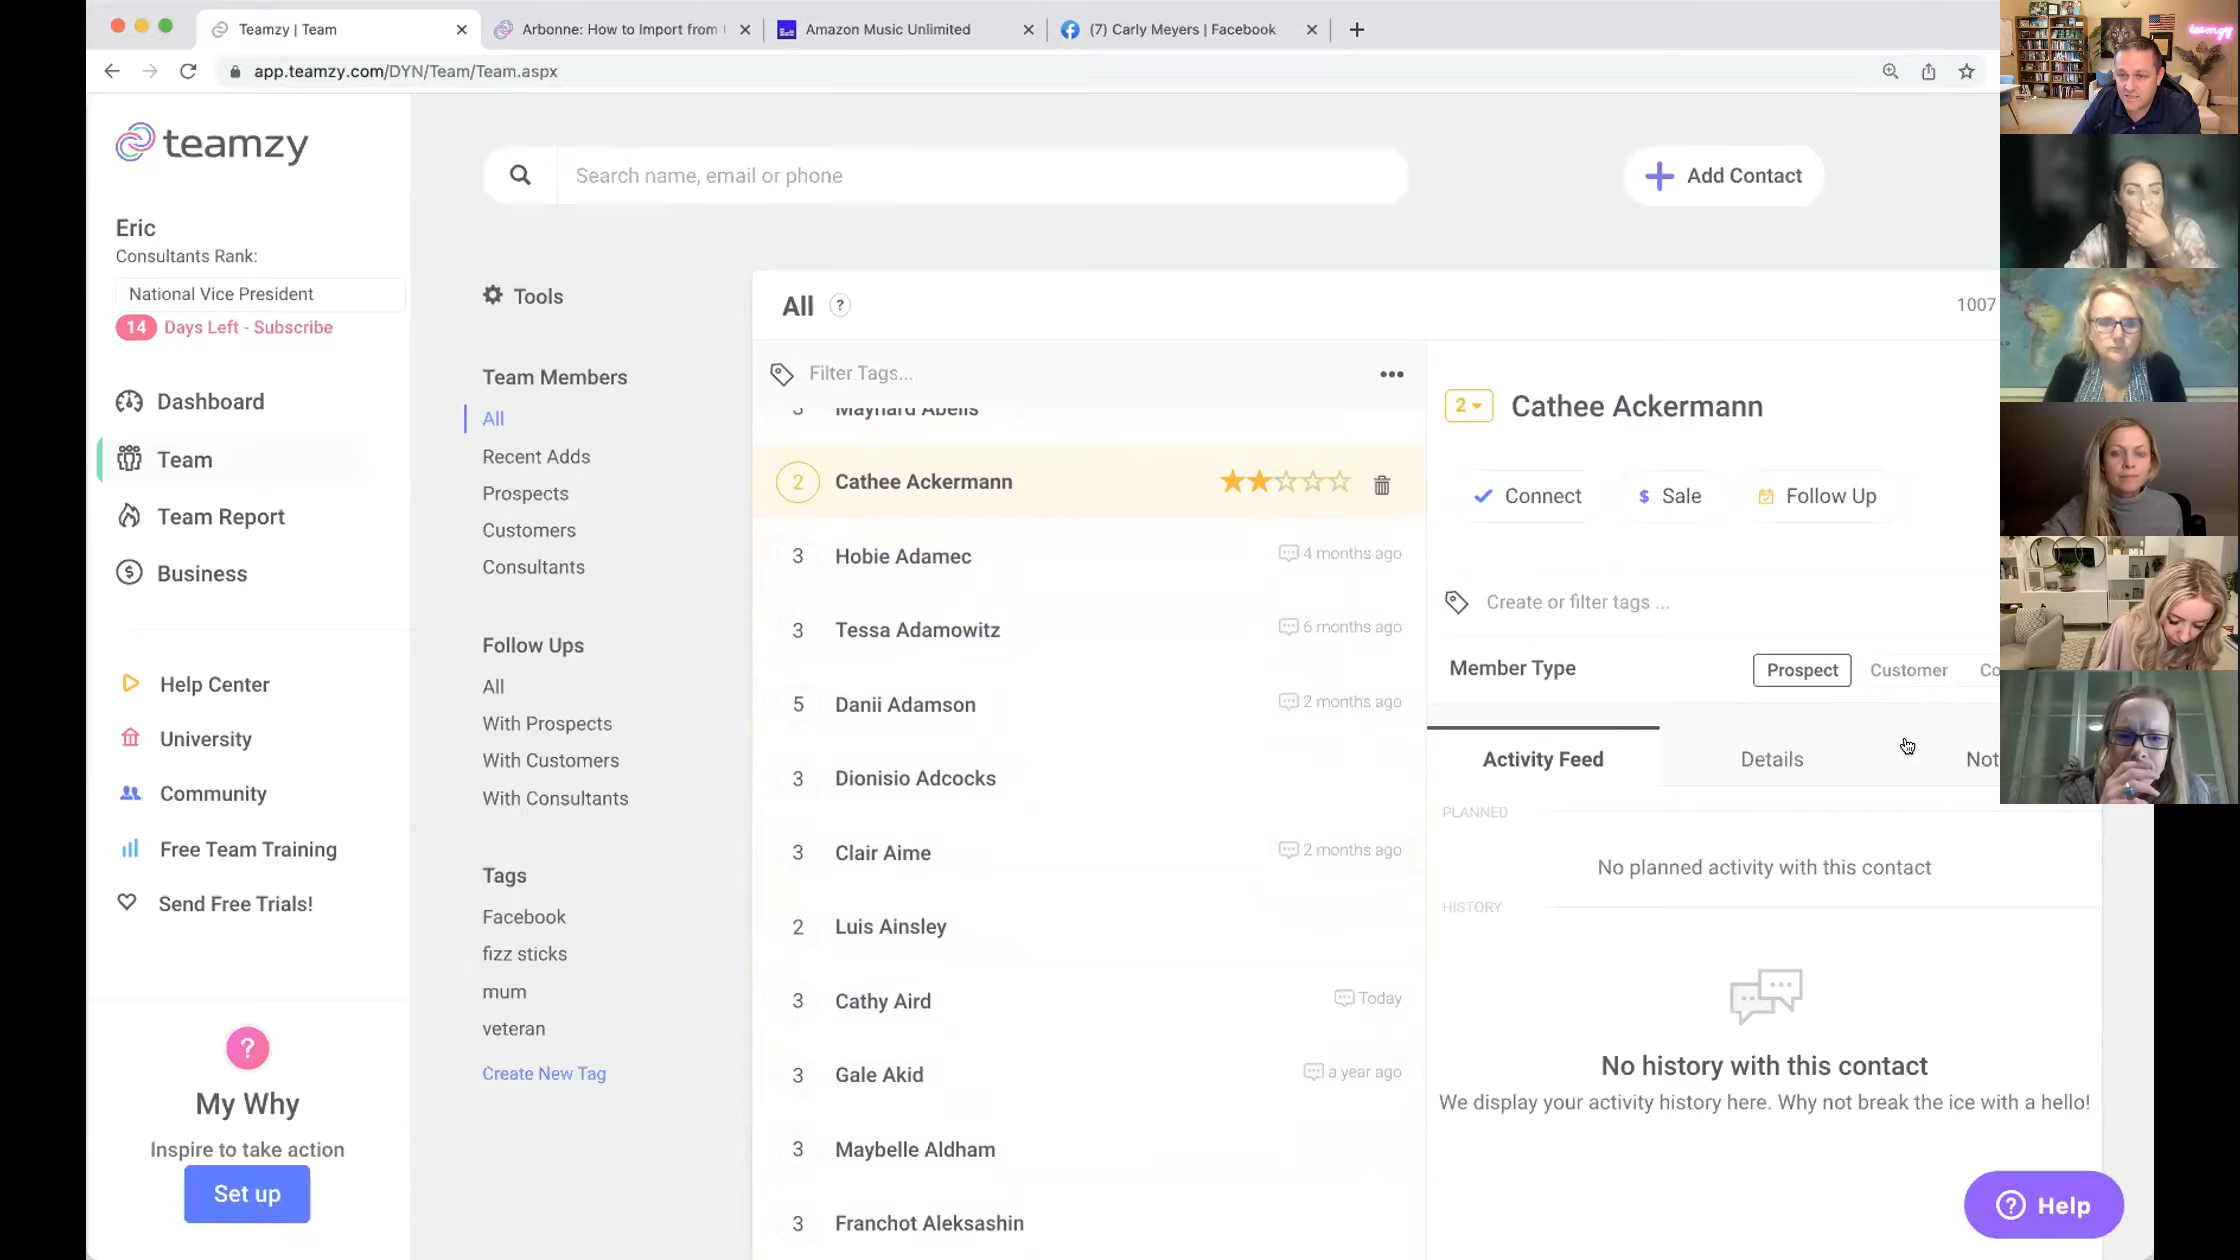 Teamzy | Team
Arbonne: How to Import from
Amazon Music Unlimited
(7) Carly Meyers | Facebook
app.teamzy.com/DYN/Team/Team.aspx
teamzy
teamzy
Eric
Consultants Rank:
National Vice President
14 Days Left - Subscribe
Dashboard
Team
Team Report
Business
Help Center
University
Community
Free Team Training
Send Free Trials!
?
My Why
Inspire to take action
Set up
Search name, email or phone
Add Contact
Tools
Team Members
All
Recent Adds
Prospects
Customers
Consultants
Follow Ups
All
With Prospects
With Customers
With Consultants
Tags
Facebook
fizz sticks
mum
veteran
Create New Tag
All ?
1007
Filter Tags...
3 Maynard Abells
2 Cathee Ackermann
3 Hobie Adamec 4 months ago
3 Tessa Adamowitz 6 months ago
5 Danii Adamson 2 months ago
3 Dionisio Adcocks
3 Clair Aime 2 months ago
2 Luis Ainsley
3 Cathy Aird Today
3 Gale Akid a year ago
3 Maybelle Aldham
3 Franchot Aleksashin
2 Cathee Ackermann
Connect
$ Sale
Follow Up
Create or filter tags ...
Member Type Prospect Customer Co
Activity Feed Details Not
PLANNED
No planned activity with this contact
HISTORY
No history with this contact
We display your activity history here. Why not break the ice with a hello!
? Help